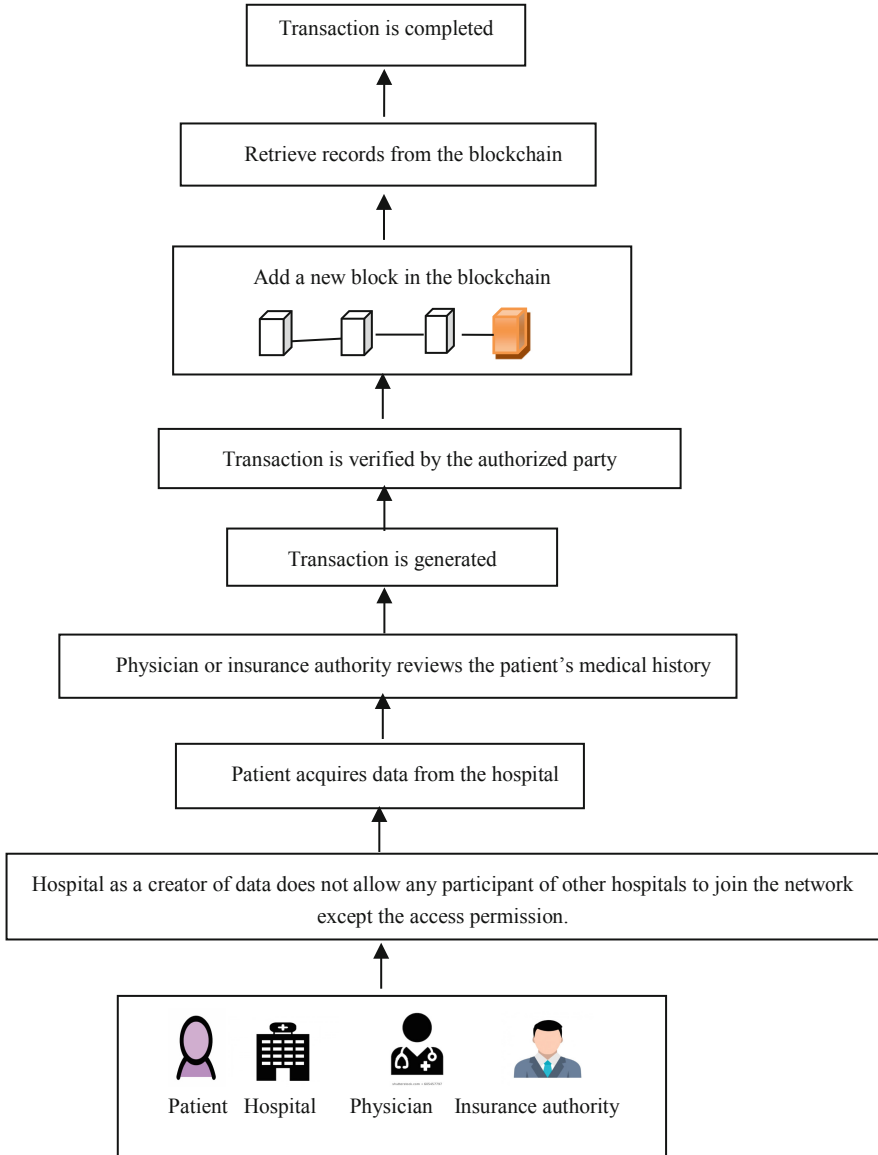 Transaction is completed
Retrieve records from the blockchain
Add a new block in the blockchain
Transaction is verified by the authorized party
Transaction is generated
Physician or insurance authority reviews the patient’s medical history
Patient acquires data from the hospital
Hospital as a creator of data does not allow any participant of other hospitals to join the network
except the access permission.
Patient Hospital Physician Insurance authority